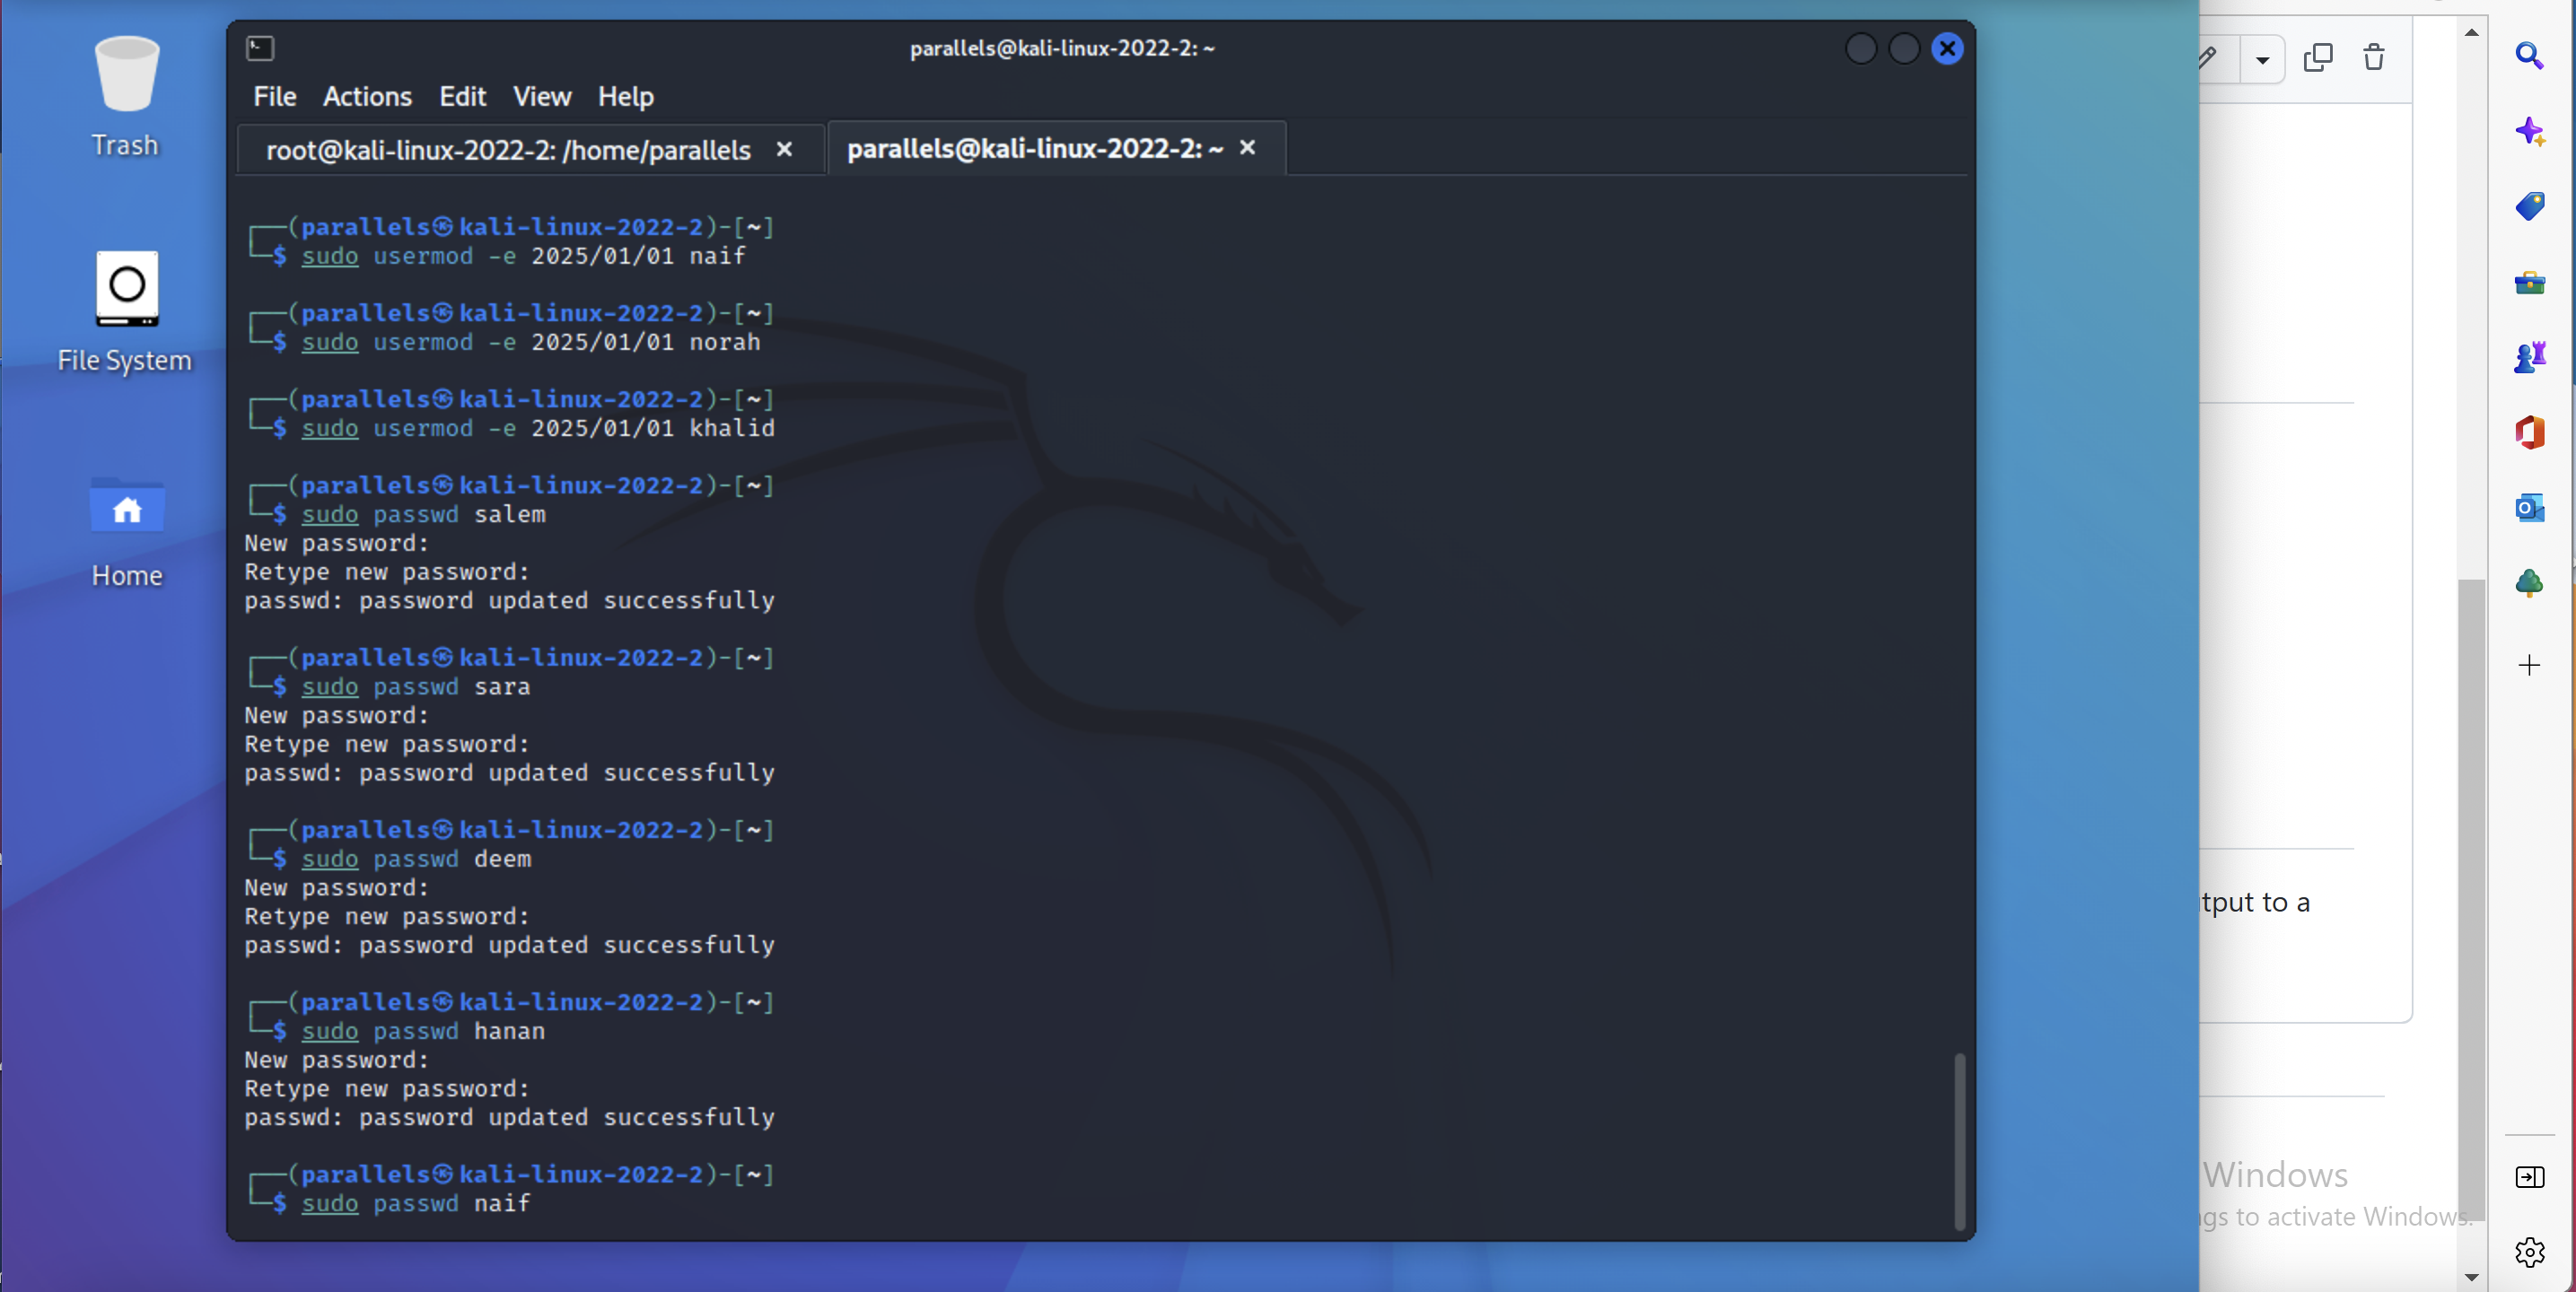 Trash
File System
Home
parallels@kali-linux-2022-2: ~
File Actions Edit View Help
root@kali-linux-2022-2: /home/parallels
parallels@kali-linux-2022-2: ~
┌──(parallels㉿kali-linux-2022-2)-[~]
└─$ sudo usermod -e 2025/01/01 naif
┌──(parallels㉿kali-linux-2022-2)-[~]
└─$ sudo usermod -e 2025/01/01 norah
┌──(parallels㉿kali-linux-2022-2)-[~]
└─$ sudo usermod -e 2025/01/01 khalid
┌──(parallels㉿kali-linux-2022-2)-[~]
└─$ sudo passwd salem
New password:
Retype new password:
passwd: password updated successfully
┌──(parallels㉿kali-linux-2022-2)-[~]
└─$ sudo passwd sara
New password:
Retype new password:
passwd: password updated successfully
┌──(parallels㉿kali-linux-2022-2)-[~]
└─$ sudo passwd deem
New password:
Retype new password:
passwd: password updated successfully
┌──(parallels㉿kali-linux-2022-2)-[~]
└─$ sudo passwd hanan
New password:
Retype new password:
passwd: password updated successfully
┌──(parallels㉿kali-linux-2022-2)-[~]
└─$ sudo passwd naif
to a
Windows
to activate Windows.